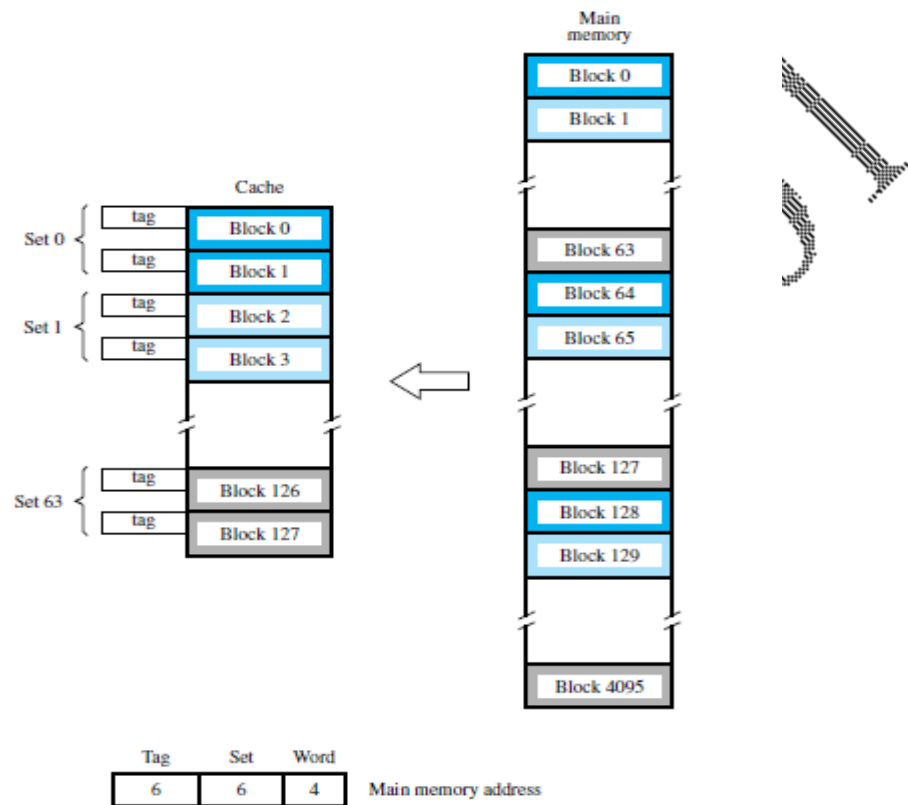 Main
memory
Block 0
Block 1
Cache
tag
Block 0
Set 0
Block 63
tag
Block 1
Block 64
tag
Block 2
Set 1
Block 65
tag
Block 3
Block 127
tag
Block 126
Set 63
Block 128
tag
Block 127
Block 129
Block 4095
Tag Set Word
6 6 4 Main memory address